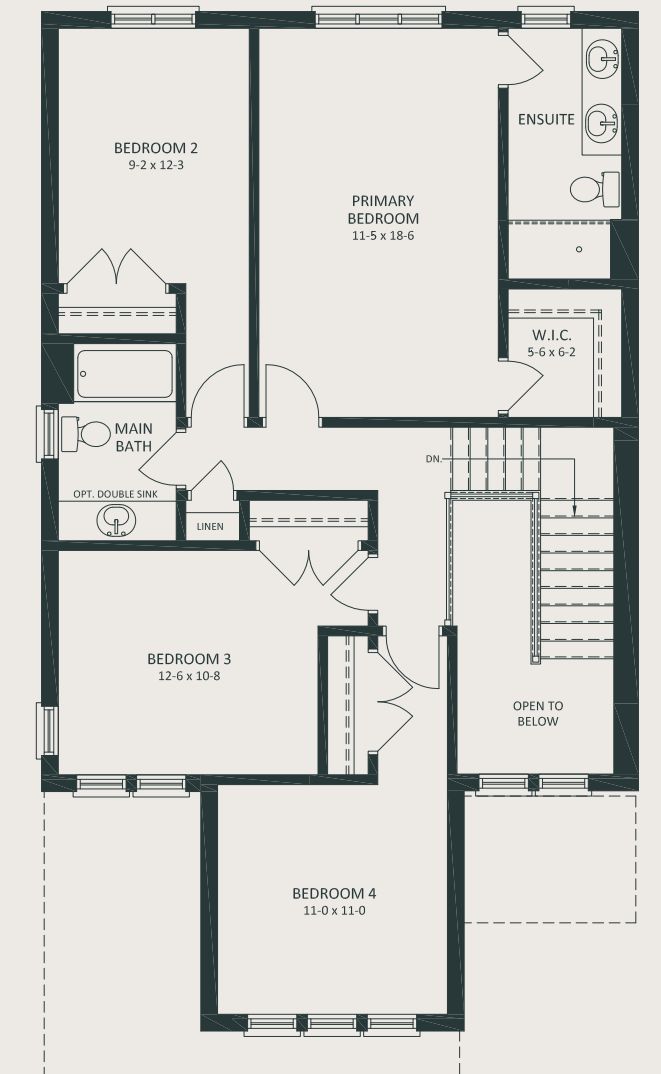 BEDROOM 2
9-2 x 12-3
PRIMARY
BEDROOM
11-5 x 18-6
ENSUITE
W.I.C.
5-6 x 6-2
MAIN
BATH
OPT. DOUBLE SINK
LINEN
DN.
BEDROOM 3
12-6 x 10-8
OPEN TO
BELOW
BEDROOM 4
11-0 x 11-0